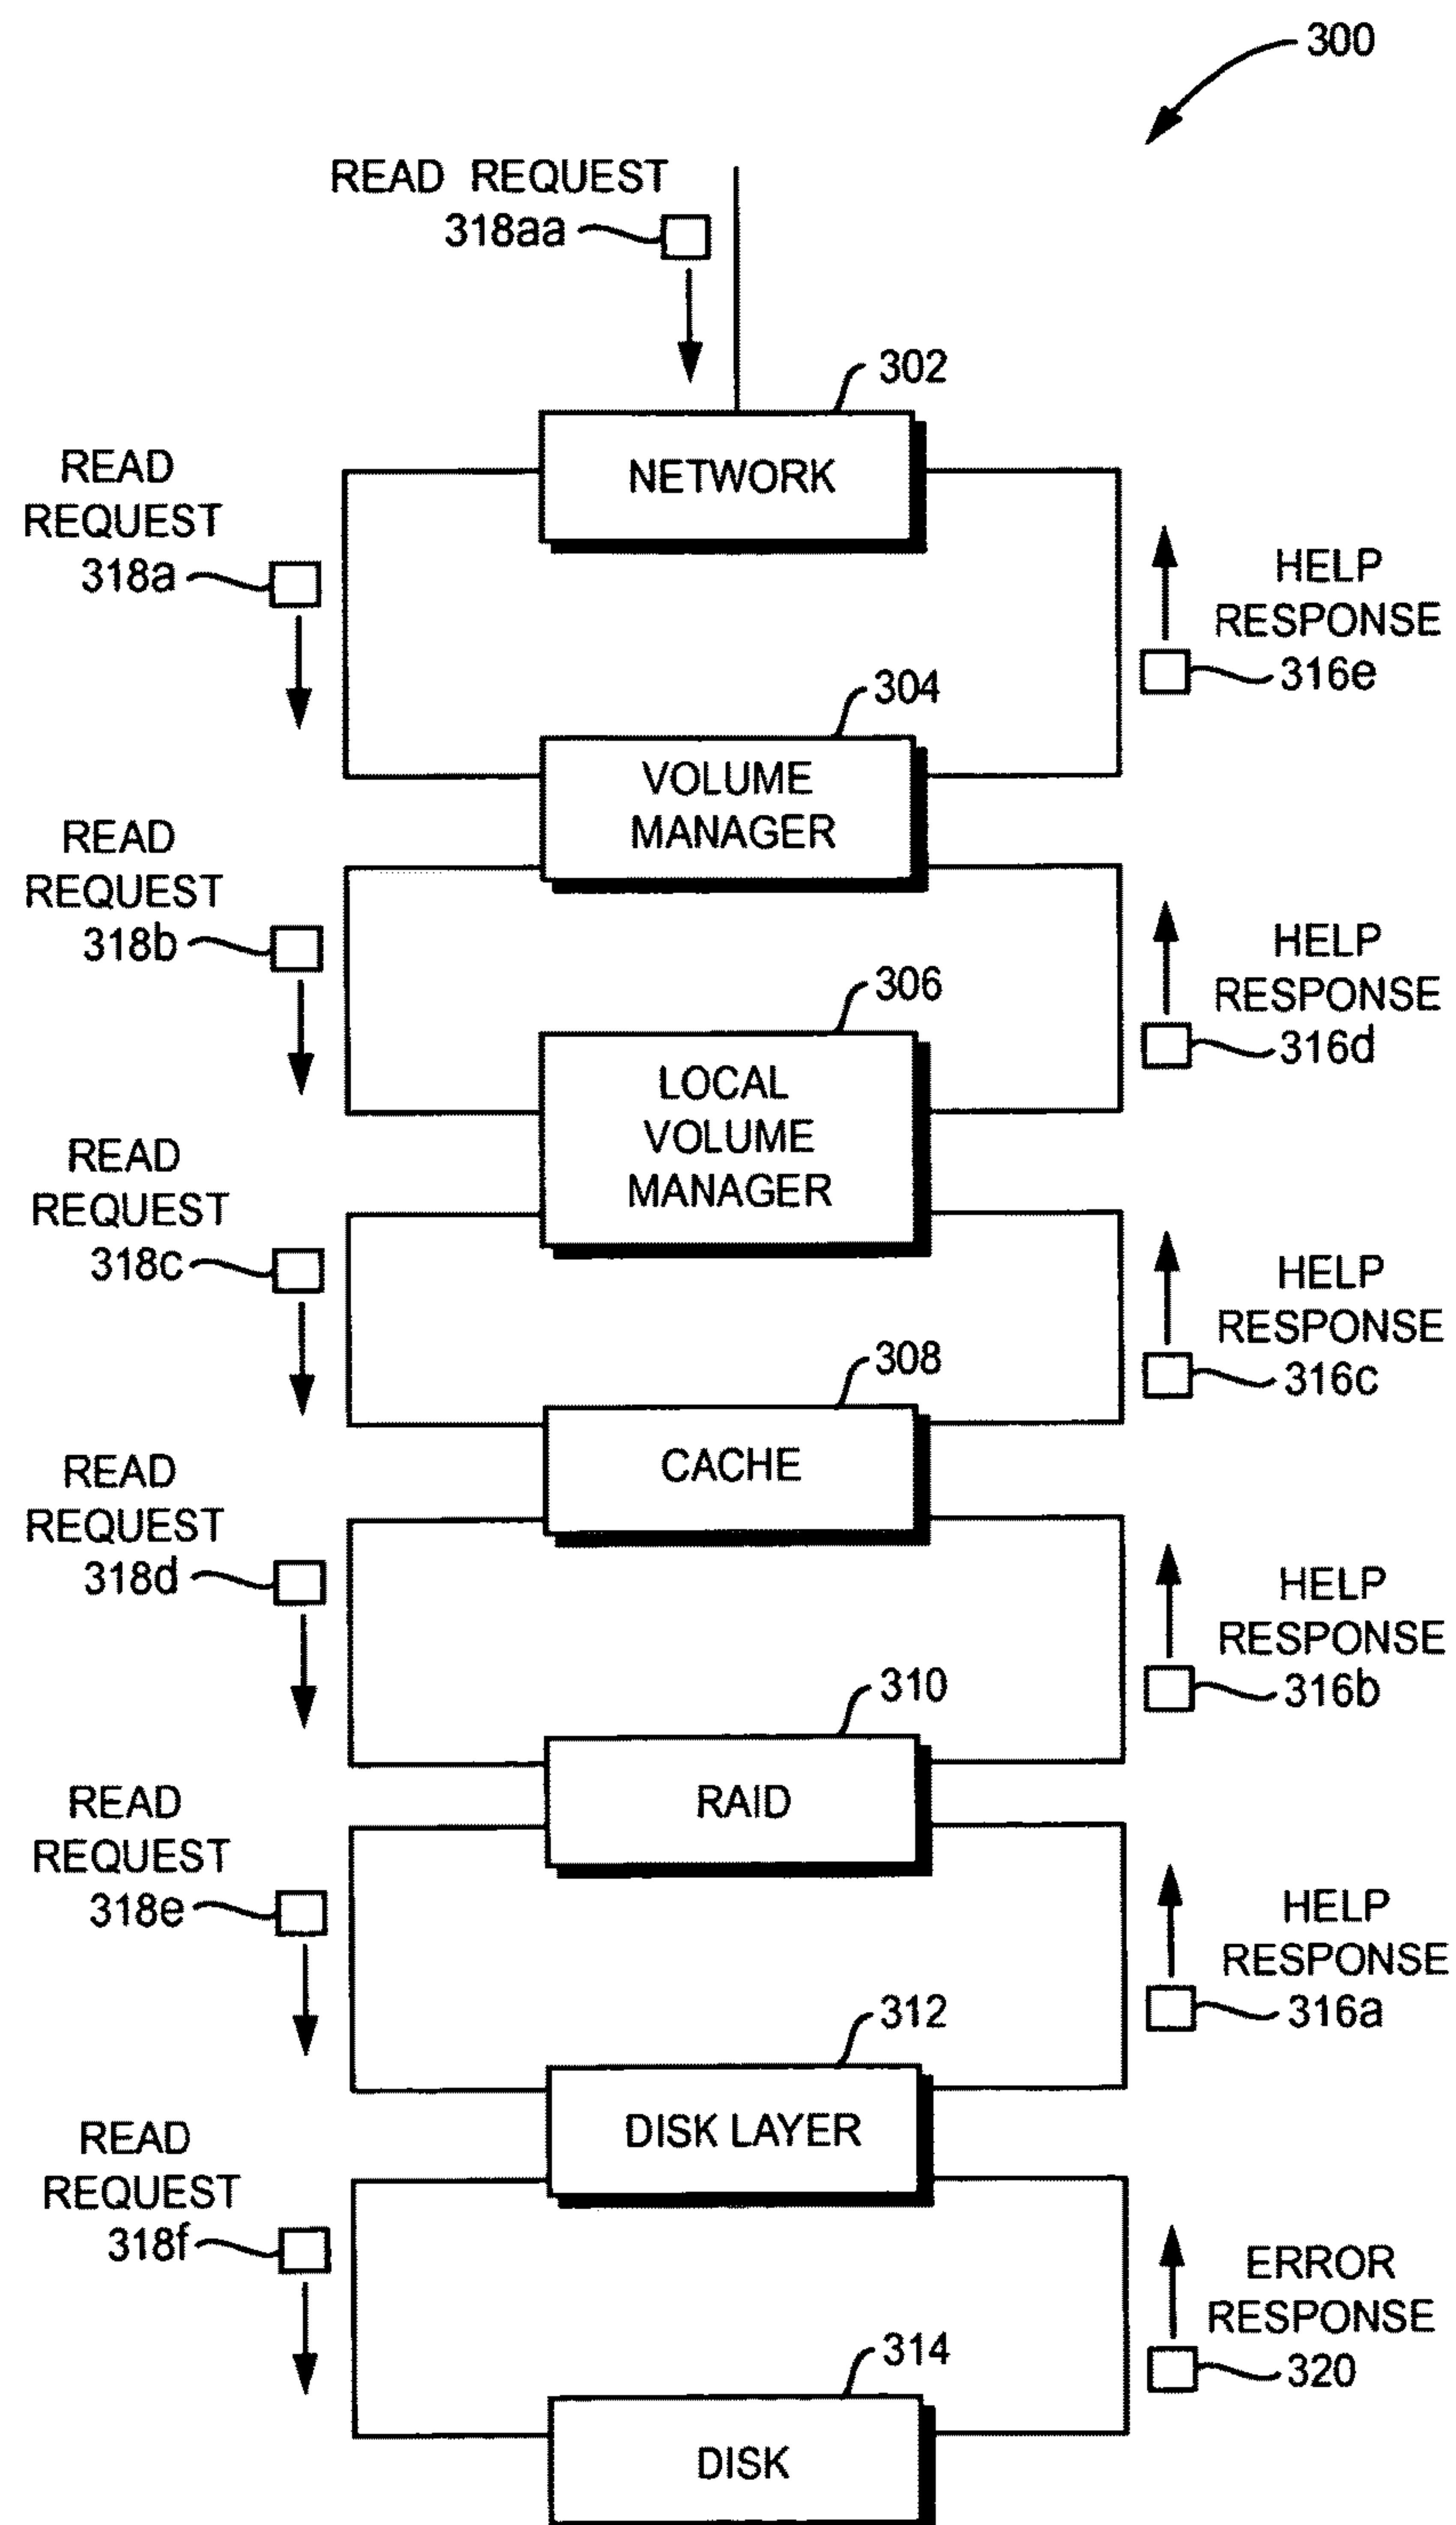 300
READ REQUEST
318aa
302
NETWORK
READ
REQUEST
318a
HELP
RESPONSE
316e
304
VOLUME
MANAGER
READ
REQUEST
318b
HELP
RESPONSE
316d
306
LOCAL
VOLUME
MANAGER
READ
REQUEST
318c
HELP
RESPONSE
316c
308
CACHE
READ
REQUEST
318d
HELP
RESPONSE
316b
310
RAID
READ
REQUEST
318e
HELP
RESPONSE
316a
312
DISK LAYER
READ
REQUEST
318f
ERROR
RESPONSE
320
314
DISK